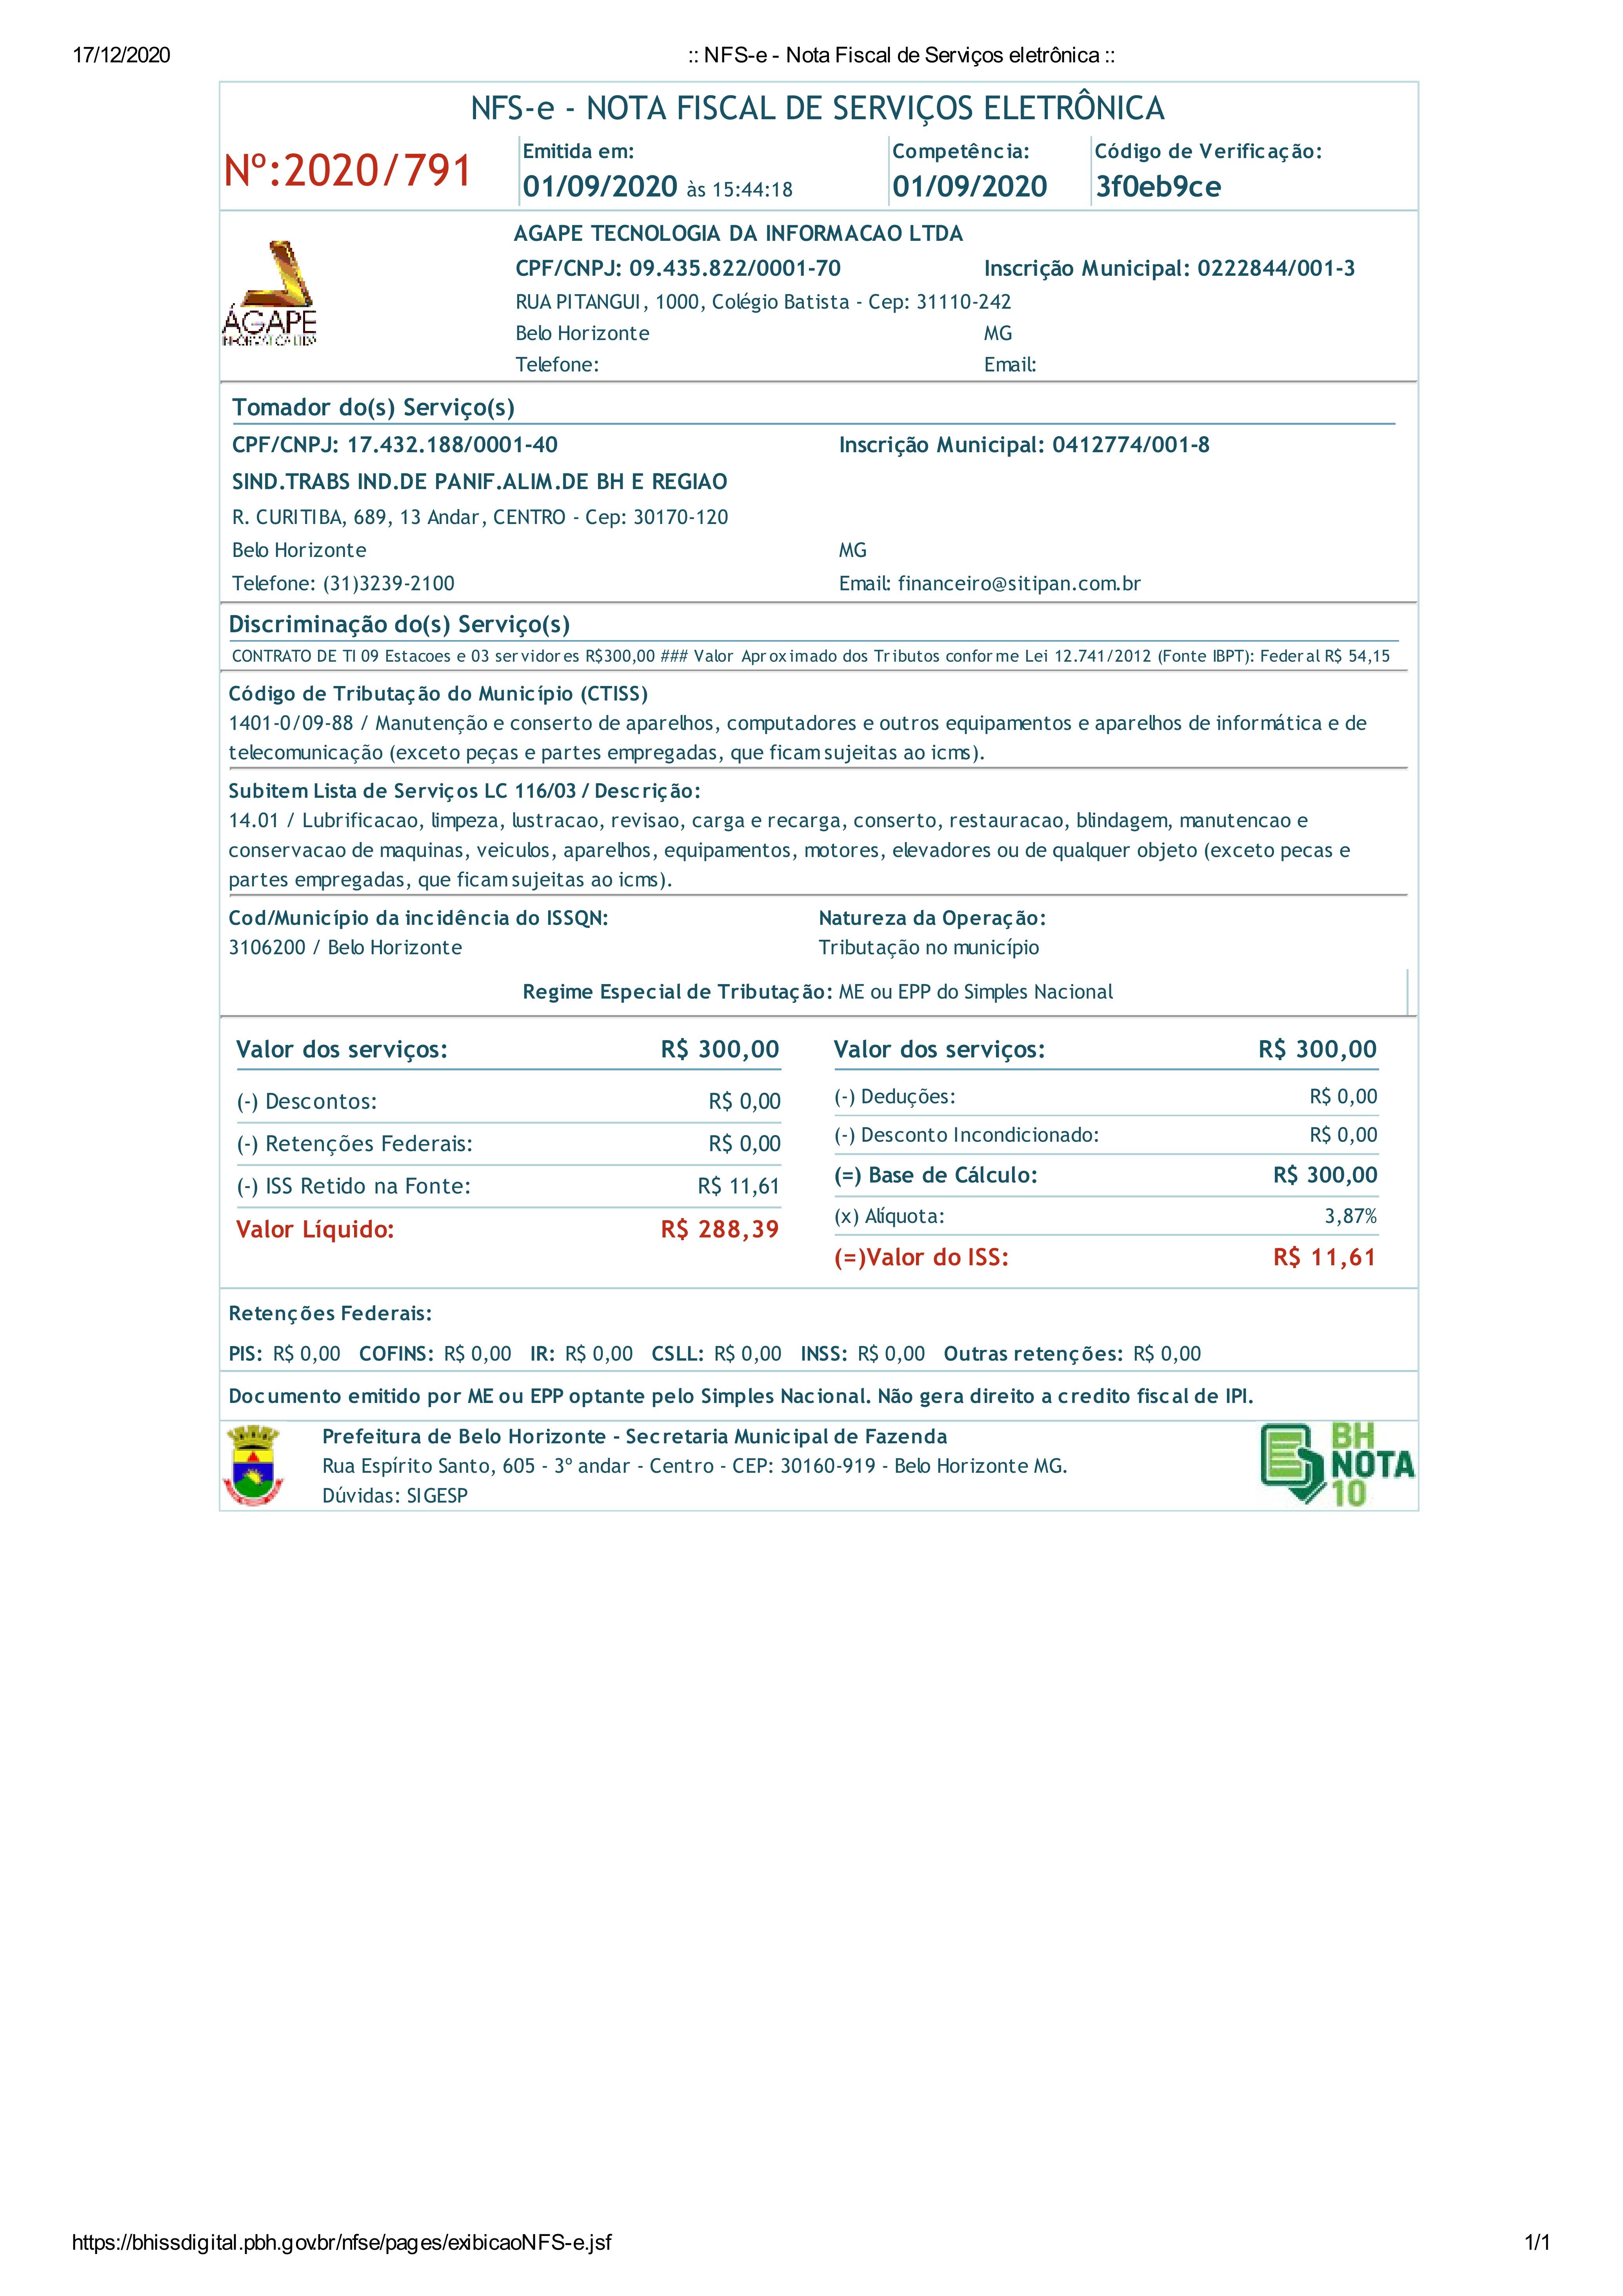 17/12/2020
:: NFS-e - Nota Fiscal de Serviços eletrônica ::
NFS-e - NOTA FISCAL DE SERVIÇOS ELETRÔNICA
Nº:2020/791
Emitida em:
01/09/2020 às 15:44:18
Competência:
01/09/2020
Código de Verificação:
3f0eb9ce
ÁGAPE
AGAPE TECNOLOGIA DA INFORMACAO LTDA
CPF/CNPJ: 09.435.822/0001-70
Inscrição Municipal: 0222844/001-3
RUA PITANGUI, 1000, Colégio Batista - Cep: 31110-242
Belo Horizonte
MG
Telefone:
Email:
Tomador do(s) Serviço(s)
CPF/CNPJ: 17.432.188/0001-40
Inscrição Municipal: 0412774/001-8
SIND.TRABS IND.DE PANIF.ALIM.DE BH E REGIAO
R. CURITIBA, 689, 13 Andar, CENTRO - Cep: 30170-120
Belo Horizonte
MG
Telefone: (31)3239-2100
Email: financeiro@sitipan.com.br
Discriminação do(s) Serviço(s)
CONTRATO DE TI 09 Estacoes e 03 servidores R$300,00 ### Valor Aproximado dos Tributos conforme Lei 12.741/2012 (Fonte IBPT): Federal R$ 54,15
Código de Tributação do Município (CTISS)
1401-0/09-88 / Manutenção e conserto de aparelhos, computadores e outros equipamentos e aparelhos de informática e de
telecomunicação (exceto peças e partes empregadas, que ficam sujeitas ao icms).
Subitem Lista de Serviços LC 116/03 / Descrição:
14.01 / Lubrificacao, limpeza, lustracao, revisao, carga e recarga, conserto, restauracao, blindagem, manutencao e
conservacao de maquinas, veiculos, aparelhos, equipamentos, motores, elevadores ou de qualquer objeto (exceto pecas e
partes empregadas, que ficam sujeitas ao icms).
Cod/Município da incidência do ISSQN:
3106200 / Belo Horizonte
Natureza da Operação:
Tributação no município
Regime Especial de Tributação: ME ou EPP do Simples Nacional
Valor dos serviços: R$ 300,00
(-) Descontos: R$ 0,00
(-) Retenções Federais: R$ 0,00
(-) ISS Retido na Fonte: R$ 11,61
Valor Líquido: R$ 288,39
Valor dos serviços: R$ 300,00
(-) Deduções: R$ 0,00
(-) Desconto Incondicionado: R$ 0,00
(=) Base de Cálculo: R$ 300,00
(x) Alíquota: 3,87%
(=)Valor do ISS: R$ 11,61
Retenções Federais:
PIS: R$ 0,00 COFINS: R$ 0,00 IR: R$ 0,00 CSLL: R$ 0,00 INSS: R$ 0,00 Outras retenções: R$ 0,00
Documento emitido por ME ou EPP optante pelo Simples Nacional. Não gera direito a credito fiscal de IPI.
Prefeitura de Belo Horizonte - Secretaria Municipal de Fazenda
Rua Espírito Santo, 605 - 3º andar - Centro - CEP: 30160-919 - Belo Horizonte MG.
Dúvidas: SIGESP
BH
NOTA
10
https://bhissdigital.pbh.gov.br/nfse/pages/exibicaoNFS-e.jsf
1/1